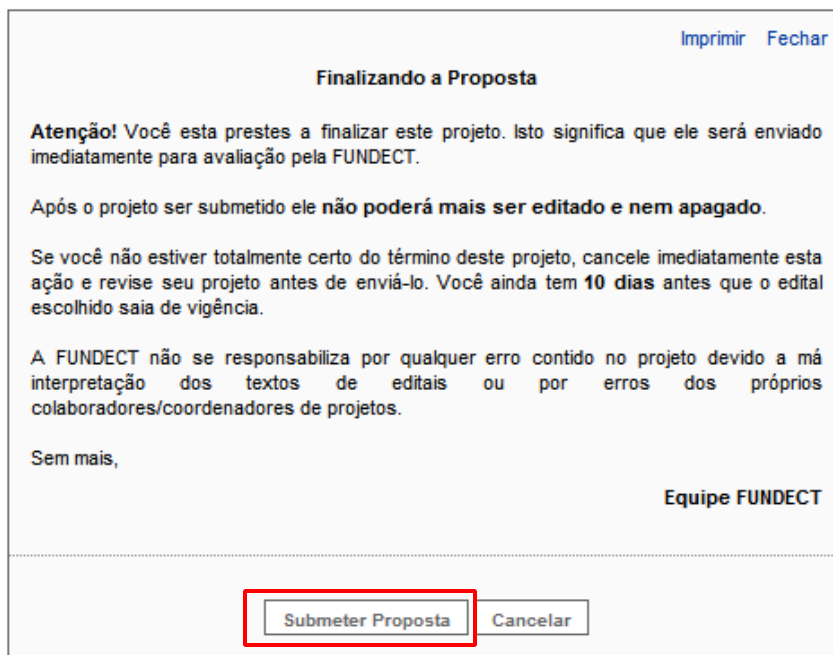 Imprimir Fechar
Finalizando a Proposta
Atenção! Você esta prestes a finalizar este projeto. Isto significa que ele será enviado
imediatamente para avaliação pela FUNDECT.
Após o projeto ser submetido ele não poderá mais ser editado e nem apagado.
Se você não estiver totalmente certo do término deste projeto, cancele imediatamente esta
ação e revise seu projeto antes de enviá-lo. Você ainda tem 10 dias antes que o edital
escolhido saia de vigência.
A FUNDECT não se responsabiliza por qualquer erro contido no projeto devido a má
interpretação dos textos de editais ou por erros dos próprios
colaboradores/coordenadores de projetos.
Sem mais,
Equipe FUNDECT
Submeter Proposta Cancelar